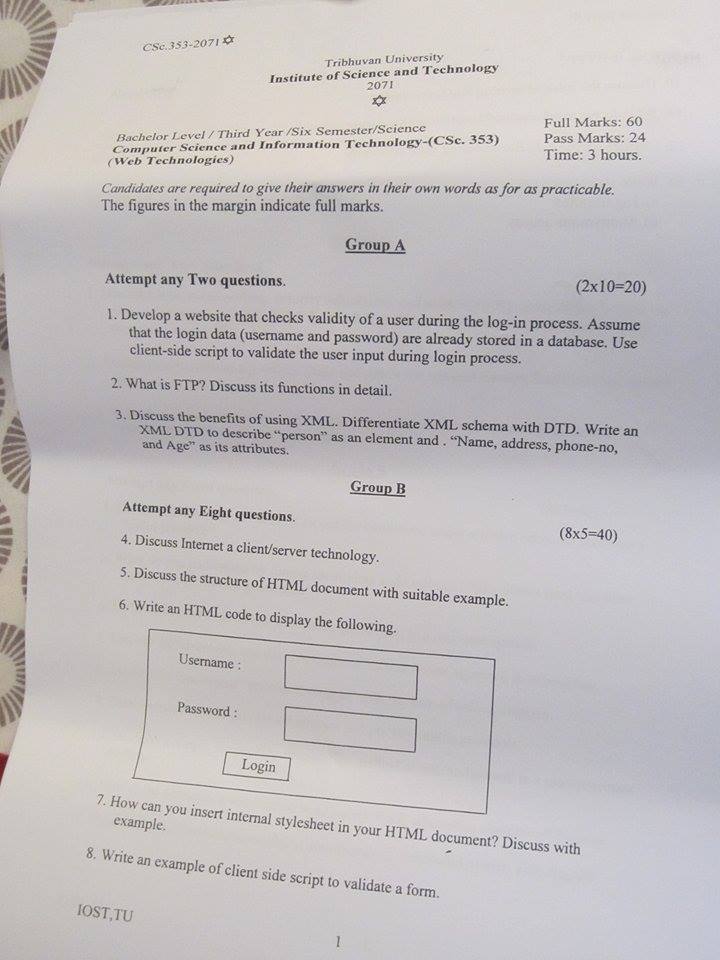 CSc.353-2071✡
Tribhuvan University
Institute of Science and Technology
2071
✡
Bachelor Level / Third Year /Six Semester/Science
Computer Science and Information Technology-(CSc. 353)
(Web Technologies)
Full Marks: 60
Pass Marks: 24
Time: 3 hours.
Candidates are required to give their answers in their own words as for as practicable.
The figures in the margin indicate full marks.
Group A
Attempt any Two questions.
(2x10=20)
1. Develop a website that checks validity of a user during the log-in process. Assume
that the login data (username and password) are already stored in a database. Use
client-side script to validate the user input during login process.
2. What is FTP? Discuss its functions in detail.
3. Discuss the benefits of using XML. Differentiate XML schema with DTD. Write an
XML DTD to describe “person” as an element and . “Name, address, phone-no,
and Age” as its attributes.
Group B
Attempt any Eight questions.
(8x5=40)
4. Discuss Internet a client/server technology.
5. Discuss the structure of HTML document with suitable example.
6. Write an HTML code to display the following.
Username :
Password :
Login
7. How can you insert internal stylesheet in your HTML document? Discuss with
example.
8. Write an example of client side script to validate a form.
IOST,TU
1